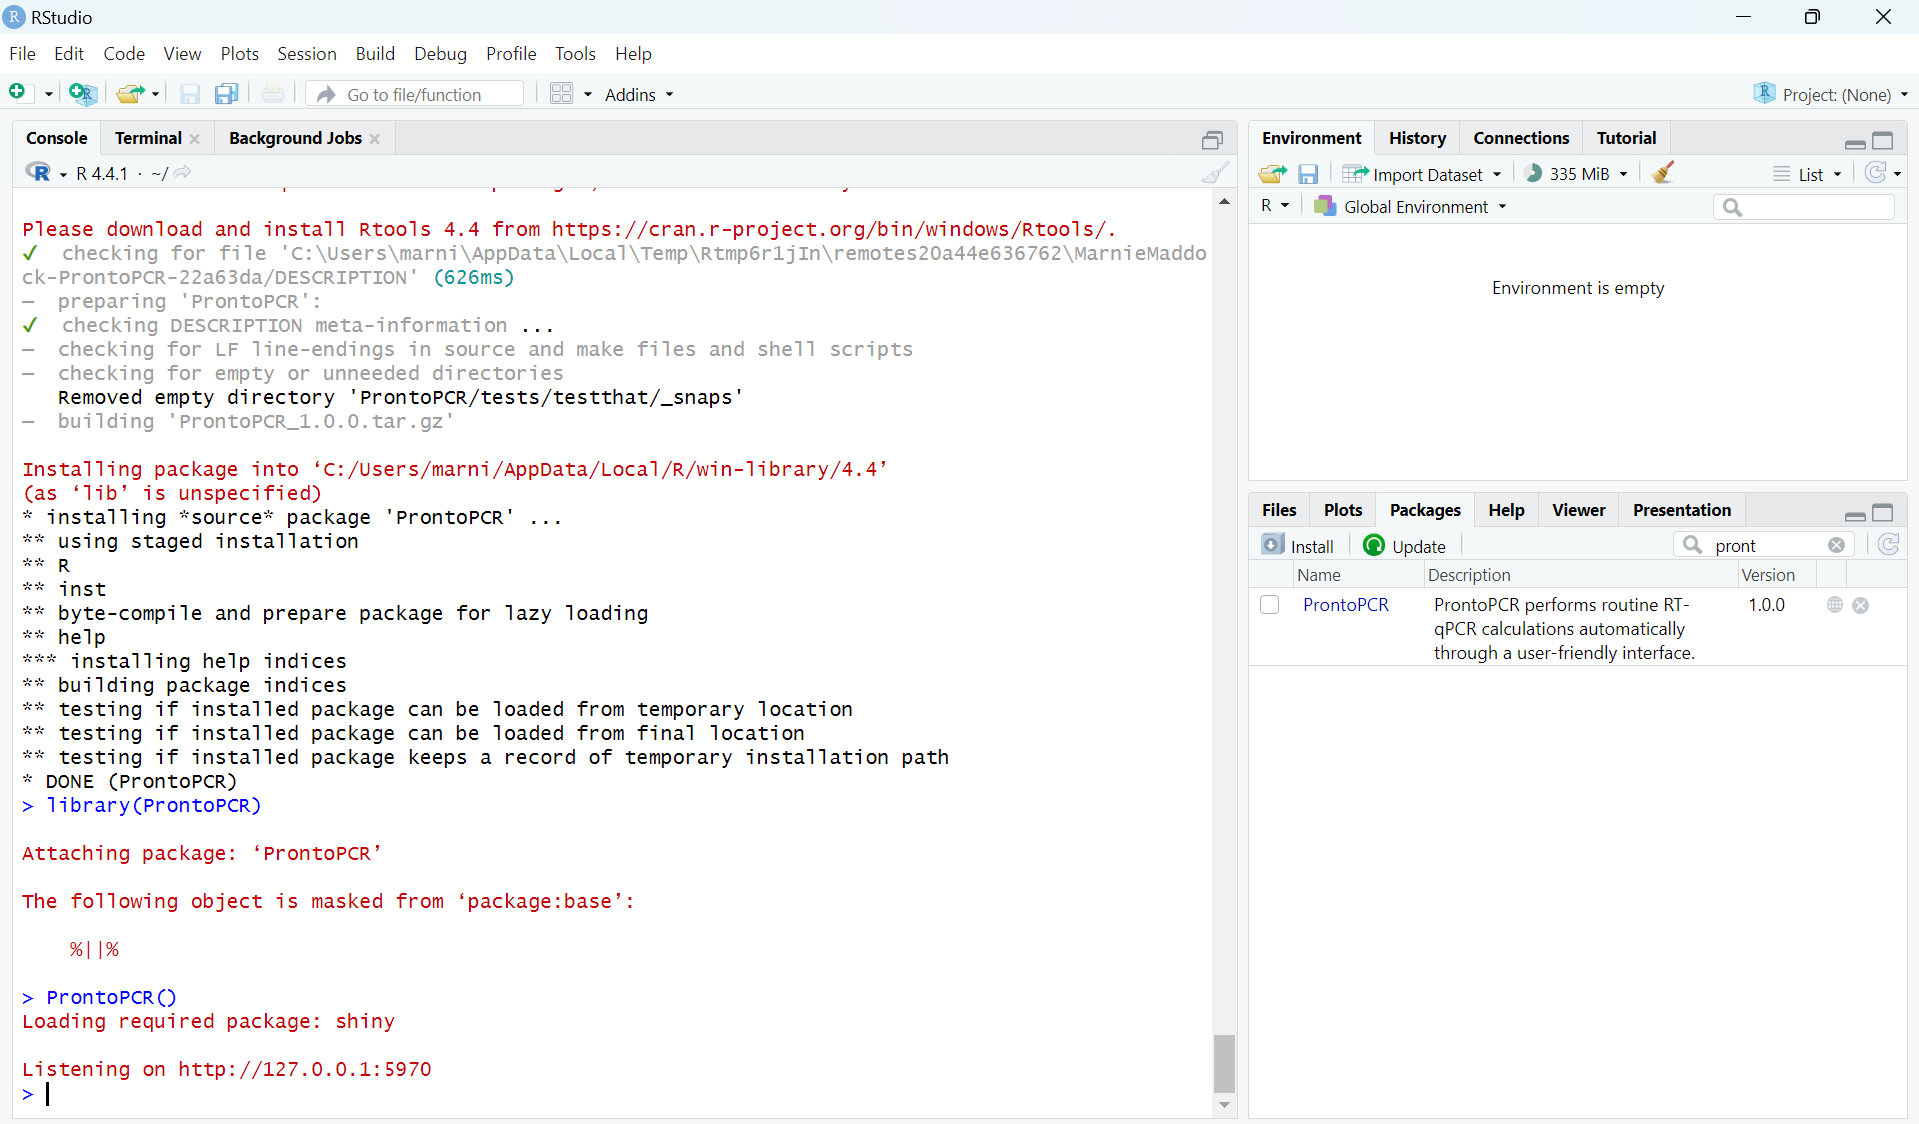 RStudio
File Edit Code View Plots Session Build Debug Profile Tools Help
Go to file/function Addins Project: (None)
Console Terminal Background Jobs
R 4.4.1 · ~/
Please download and install Rtools 4.4 from https://cran.r-project.org/bin/windows/Rtools/.
✓ checking for file 'C:\Users\marni\AppData\Local\Temp\Rtmp6r1jIn\remotes20a44e636762\MarnieMaddo
ck-ProntoPCR-22a63da/DESCRIPTION' (626ms)
─ preparing 'ProntoPCR':
✓ checking DESCRIPTION meta-information ...
─ checking for LF line-endings in source and make files and shell scripts
─ checking for empty or unneeded directories
Removed empty directory 'ProntoPCR/tests/testthat/_snaps'
─ building 'ProntoPCR_1.0.0.tar.gz'
Installing package into ‘C:/Users/marni/AppData/Local/R/win-library/4.4’
(as ‘lib’ is unspecified)
* installing *source* package 'ProntoPCR' ...
** using staged installation
** R
** inst
** byte-compile and prepare package for lazy loading
** help
*** installing help indices
** building package indices
** testing if installed package can be loaded from temporary location
** testing if installed package can be loaded from final location
** testing if installed package keeps a record of temporary installation path
* DONE (ProntoPCR)
> library(ProntoPCR)
Attaching package: ‘ProntoPCR’
The following object is masked from ‘package:base’:
%||%
> ProntoPCR()
Loading required package: shiny
Listening on http://127.0.0.1:5970
>
Environment History Connections Tutorial
Import Dataset 335 MiB List
R Global Environment
Environment is empty
Files Plots Packages Help Viewer Presentation
Install Update pront
Name Description Version
ProntoPCR ProntoPCR performs routine RT- 1.0.0
qPCR calculations automatically
through a user-friendly interface.